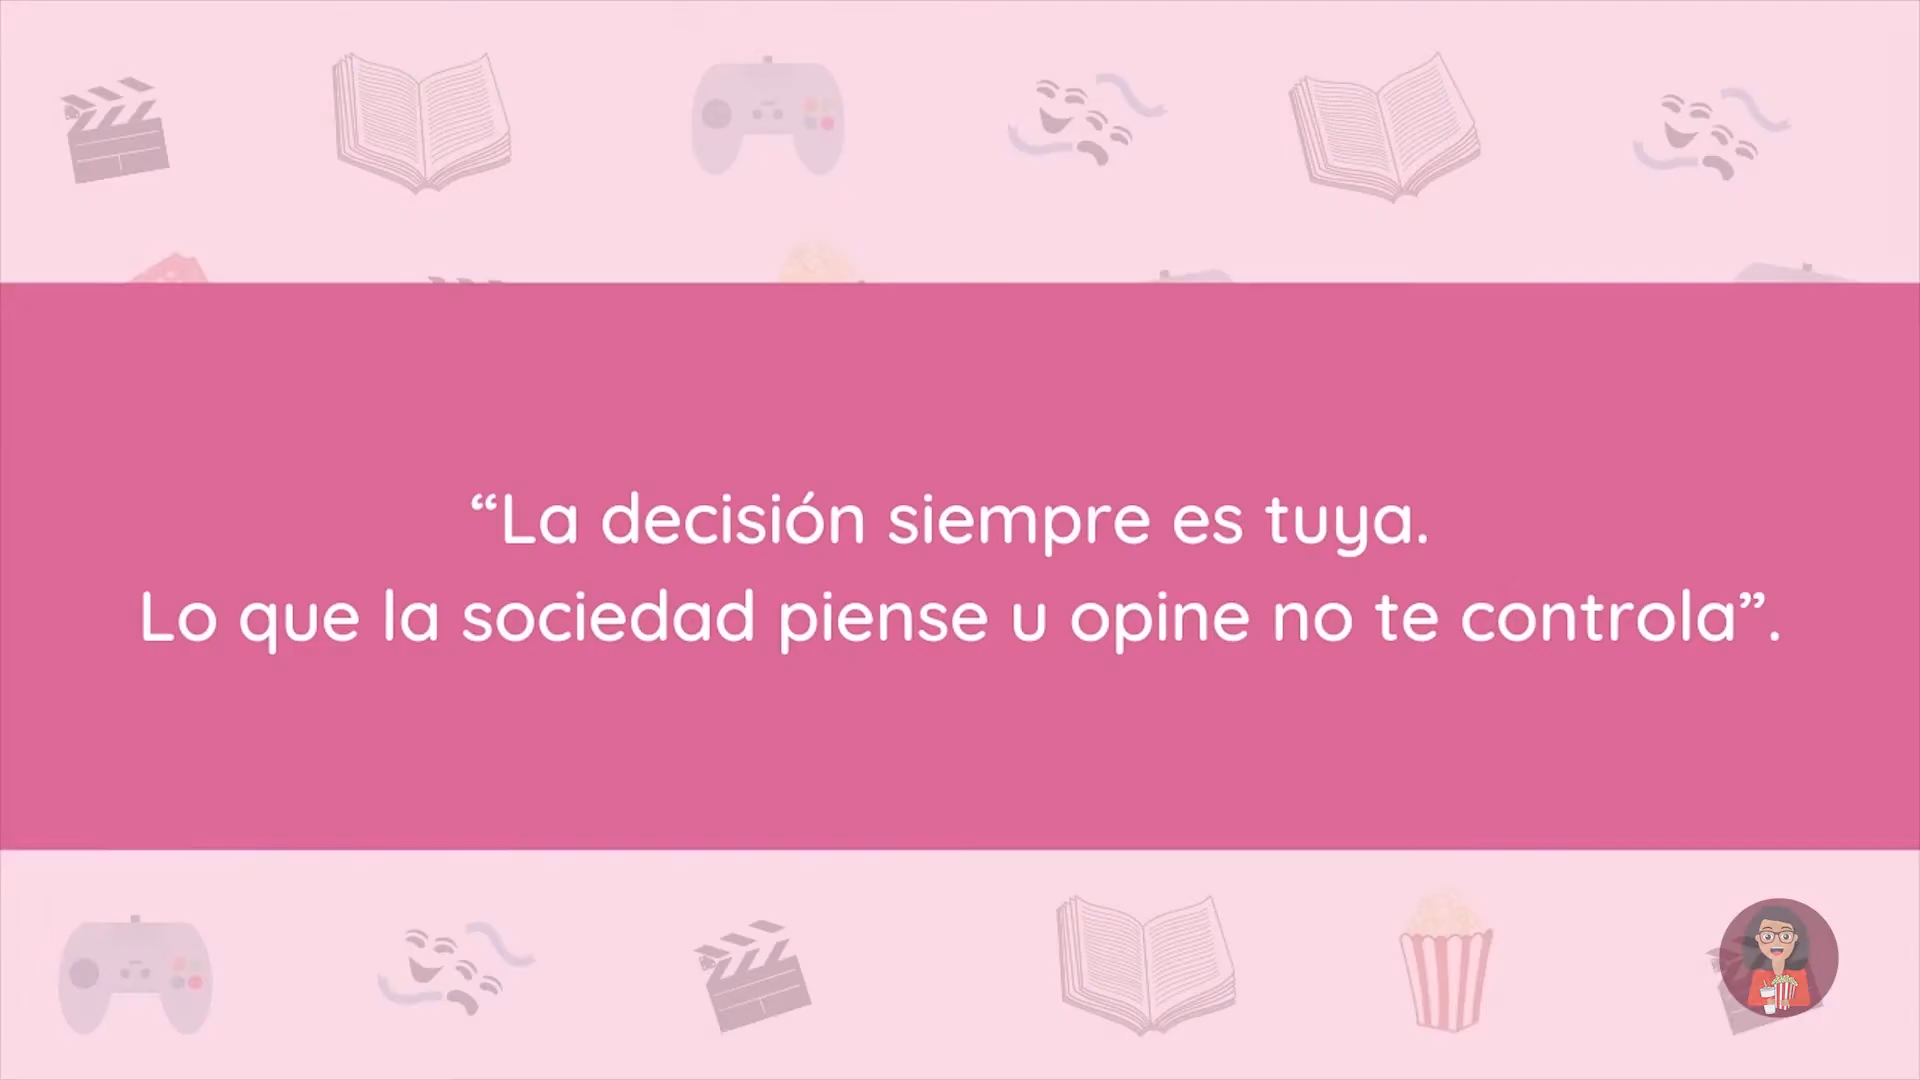 “La decisión siempre es tuya.
Lo que la sociedad piense u opine no te controla”.